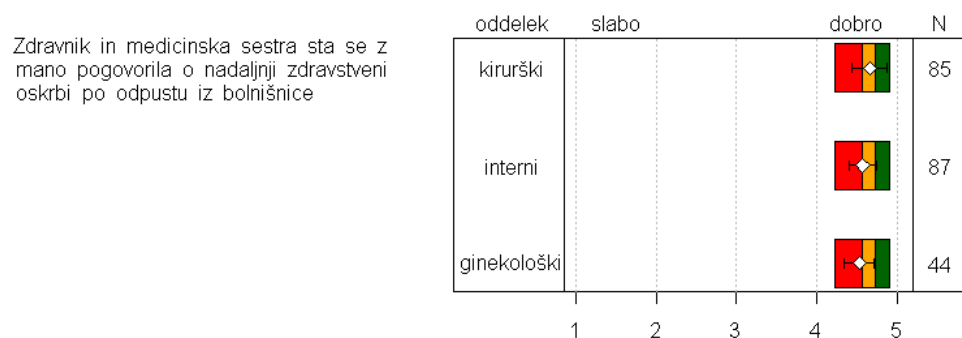 oddelek slabo dobro N
Zdravnik in medicinska sestra sta se z
mano pogovorila o nadaljnji zdravstveni
oskrbi po odpustu iz bolnišnice
kirurški 85
interni 87
ginekološki 44
1 2 3 4 5